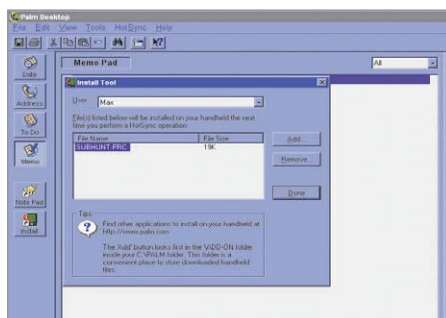 Palm Desktop
File Edit View Tools HotSync Help
Memo Pad
All
Date
Address
To Do
Memo
Note Pad
Install
Install Tool
User: Max
File(s) listed below will be installed on your handheld the next
time you perform a HotSync operation:
File Name File Size
SUBHUNT.PRC 19K
Add...
Remove...
Done
Tips:
Find other applications to install on your handheld at
http://www.palm.com
The 'Add' button looks first in the \ADD-ON folder
inside your C:\PALM folder. This folder is a
convenient place to store downloaded handheld
files.